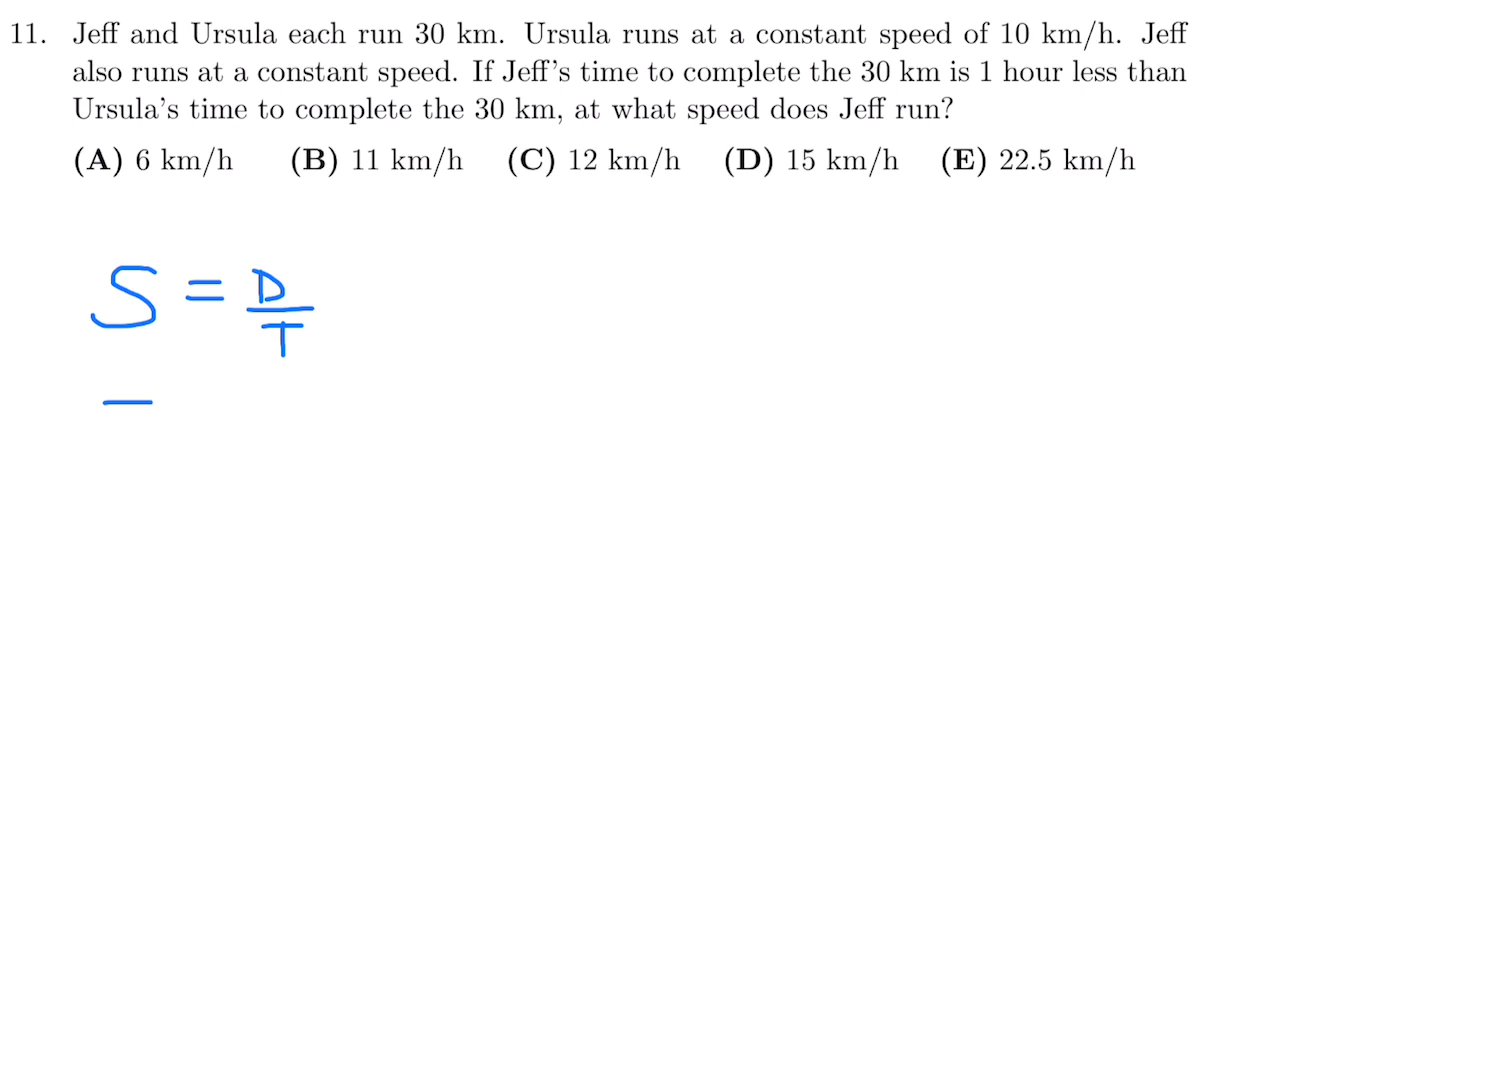 11. Jeff and Ursula each run 30 km. Ursula runs at a constant speed of 10 km/h. Jeff
also runs at a constant speed. If Jeff’s time to complete the 30 km is 1 hour less than
Ursula’s time to complete the 30 km, at what speed does Jeff run?
(A) 6 km/h (B) 11 km/h (C) 12 km/h (D) 15 km/h (E) 22.5 km/h
S = D/T
—